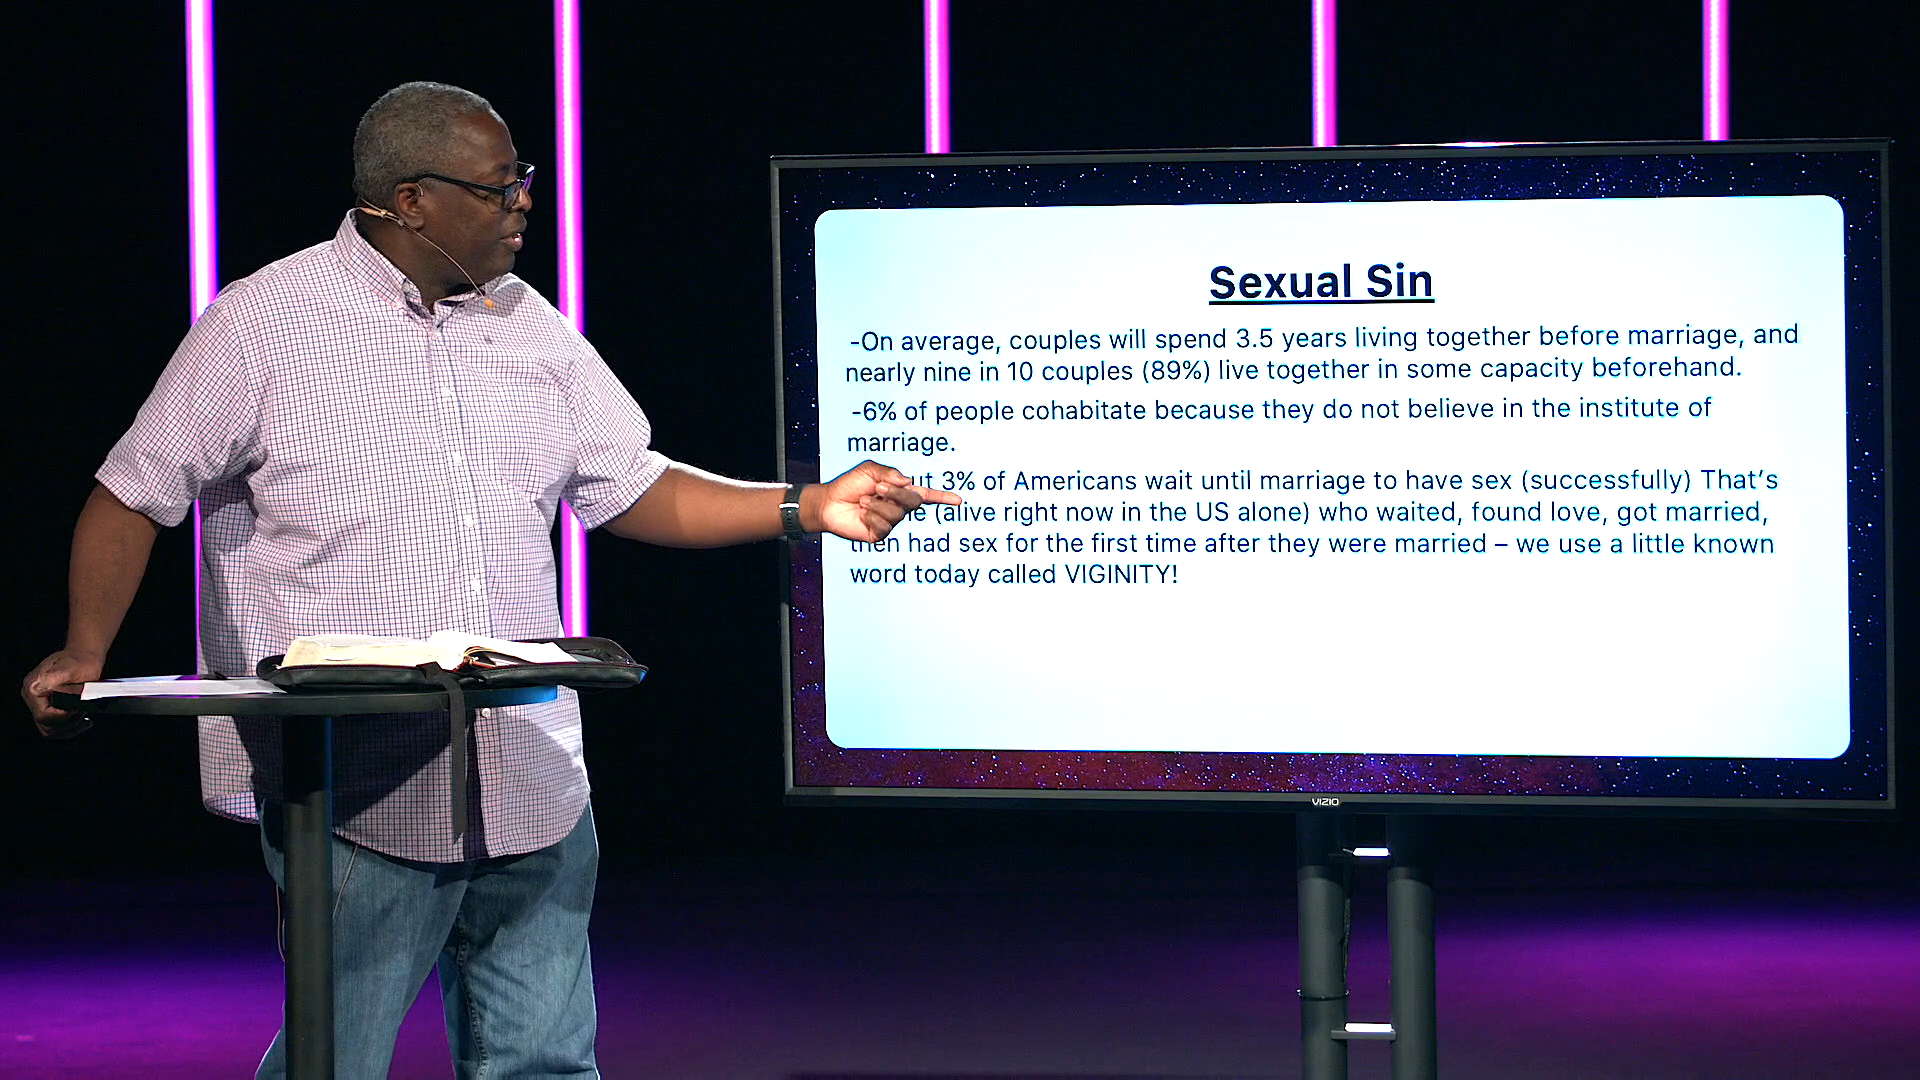 Sexual Sin
-On average, couples will spend 3.5 years living together before marriage, and
nearly nine in 10 couples (89%) live together in some capacity beforehand.
-6% of people cohabitate because they do not believe in the institute of
marriage.
3% of Americans wait until marriage to have sex (successfully) That's
(alive right now in the US alone) who waited, found love, got married,
then had sex for the first time after they were married – we use a little known
word today called VIGINITY!
VIZIO